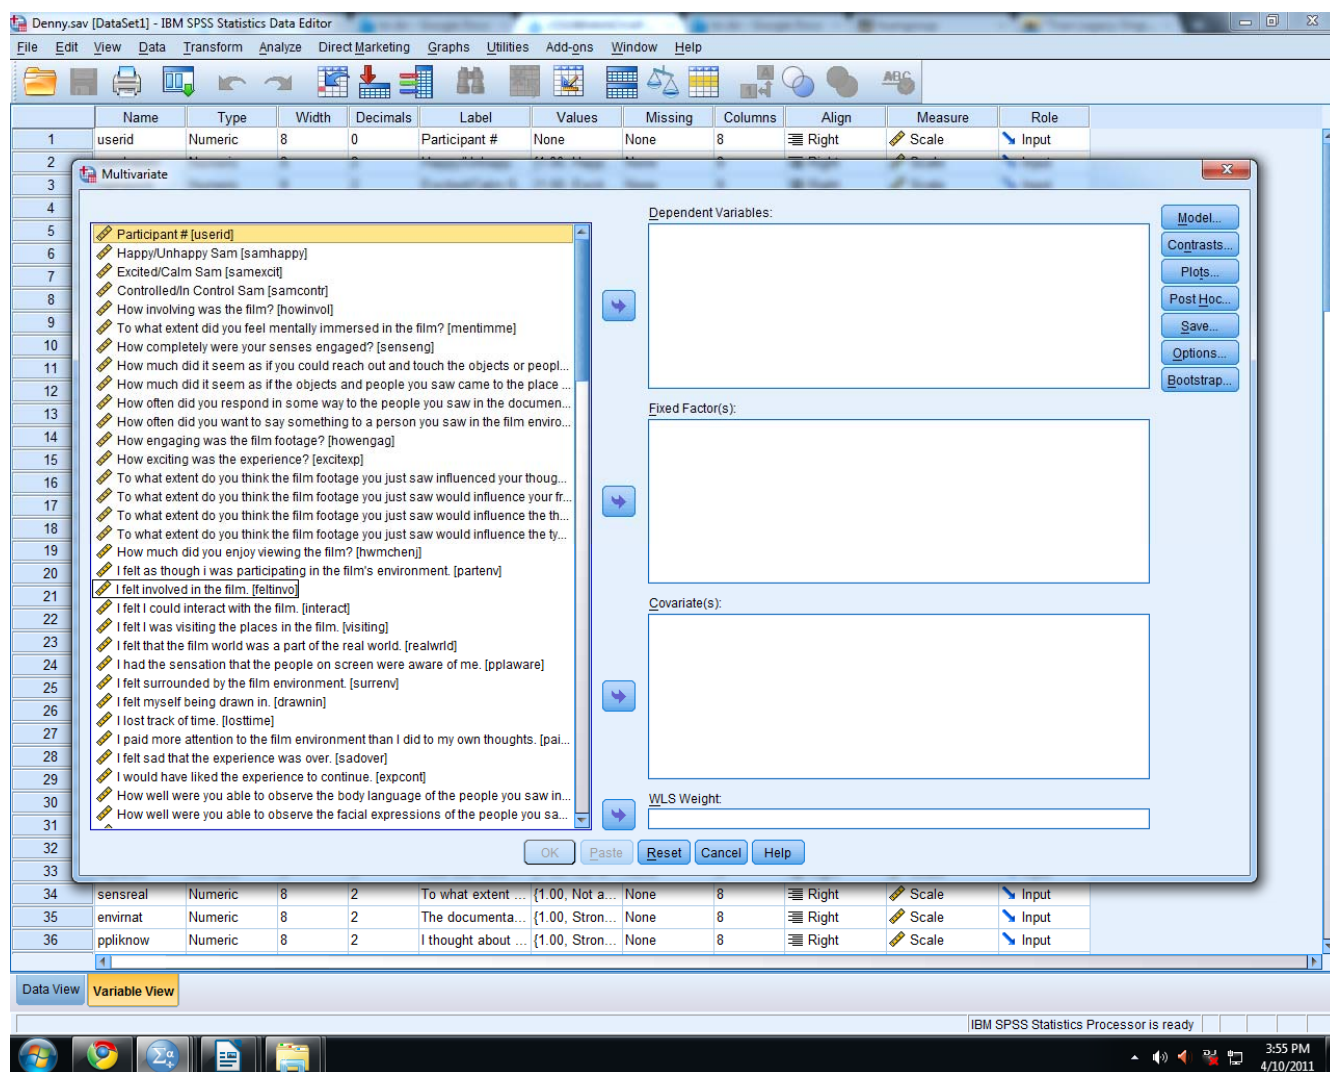 Denny.sav [DataSet1] - IBM SPSS Statistics Data Editor
File Edit View Data Transform Analyze Direct Marketing Graphs Utilities Add-ons Window Help
Name Type Width Decimals Label Values Missing Columns Align Measure Role
1 userid Numeric 8 0 Participant # None None 8 Right Scale Input
2
3
4
5
6
7
8
9
10
11
12
13
14
15
16
17
18
19
20
21
22
23
24
25
26
27
28
29
30
31
32
33
Multivariate
Participant # [userid]
Happy/Unhappy Sam [samhappy]
Excited/Calm Sam [samexcit]
Controlled/In Control Sam [samcontr]
How involving was the film? [howinvol]
To what extent did you feel mentally immersed in the film? [mentimme]
How completely were your senses engaged? [senseng]
How much did it seem as if you could reach out and touch the objects or peopl...
How much did it seem as if the objects and people you saw came to the place ...
How often did you respond in some way to the people you saw in the documen...
How often did you want to say something to a person you saw in the film enviro...
How engaging was the film footage? [howengag]
How exciting was the experience? [excitexp]
To what extent do you think the film footage you just saw influenced your thoug...
To what extent do you think the film footage you just saw would influence your fr...
To what extent do you think the film footage you just saw would influence the th...
To what extent do you think the film footage you just saw would influence the ty...
How much did you enjoy viewing the film? [hwmchenj]
I felt as though i was participating in the film's environment. [partenv]
I felt involved in the film. [feltinvo]
I felt I could interact with the film. [interact]
I felt I was visiting the places in the film. [visiting]
I felt that the film world was a part of the real world. [realwrld]
I had the sensation that the people on screen were aware of me. [pplaware]
I felt surrounded by the film environment. [surrenv]
I felt myself being drawn in. [drawnin]
I lost track of time. [losttime]
I paid more attention to the film environment than I did to my own thoughts. [pai...
I felt sad that the experience was over. [sadover]
I would have liked the experience to continue. [expcont]
How well were you able to observe the body language of the people you saw in...
How well were you able to observe the facial expressions of the people you sa...
Dependent Variables:
Fixed Factor(s):
Covariate(s):
WLS Weight:
Model...
Contrasts...
Plots...
Post Hoc...
Save...
Options...
Bootstrap...
OK Paste Reset Cancel Help
34 sensreal Numeric 8 2 To what extent ... {1.00, Not a... None 8 Right Scale Input
35 envirnat Numeric 8 2 The documenta... {1.00, Stron... None 8 Right Scale Input
36 ppliknow Numeric 8 2 I thought about ... {1.00, Stron... None 8 Right Scale Input
Data View Variable View
IBM SPSS Statistics Processor is ready
3:55 PM
4/10/2011